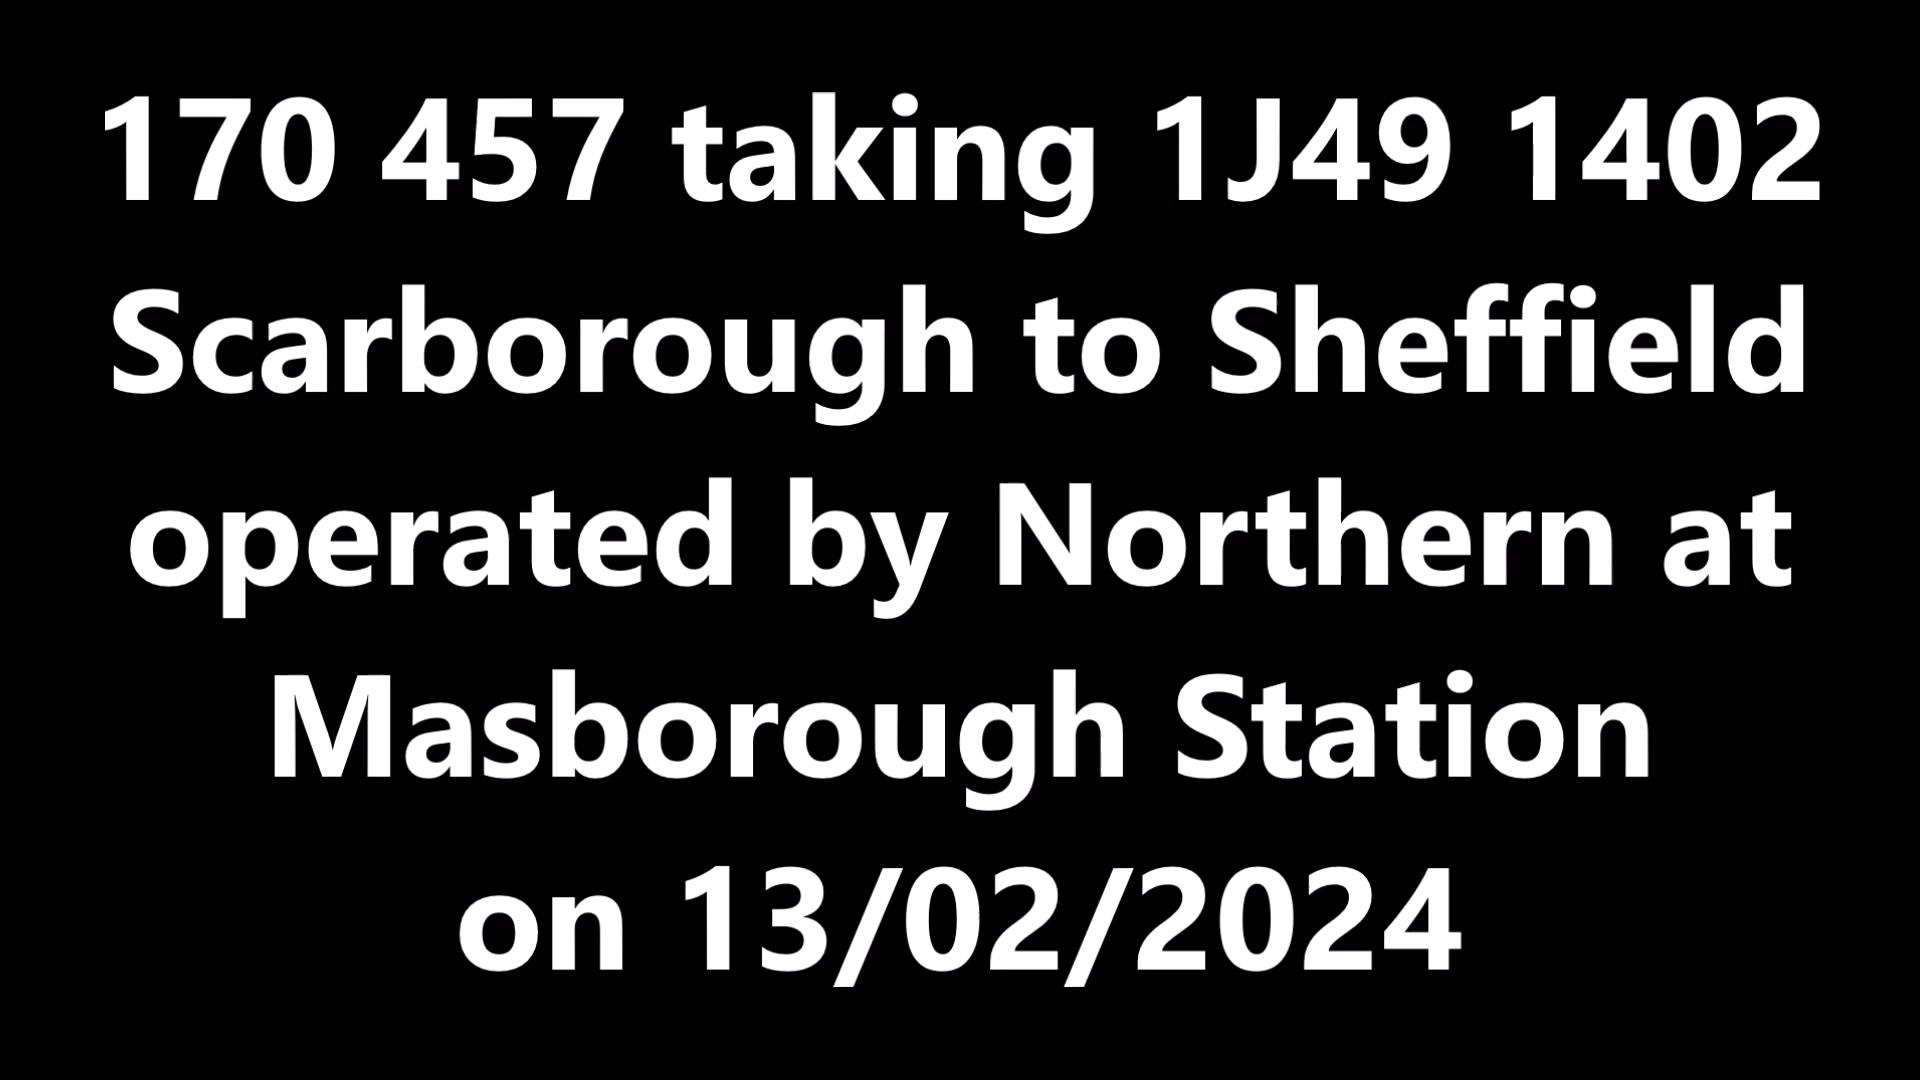 170 457 taking 1J49 1402
Scarborough to Sheffield
operated by Northern at
Masborough Station
on 13/02/2024